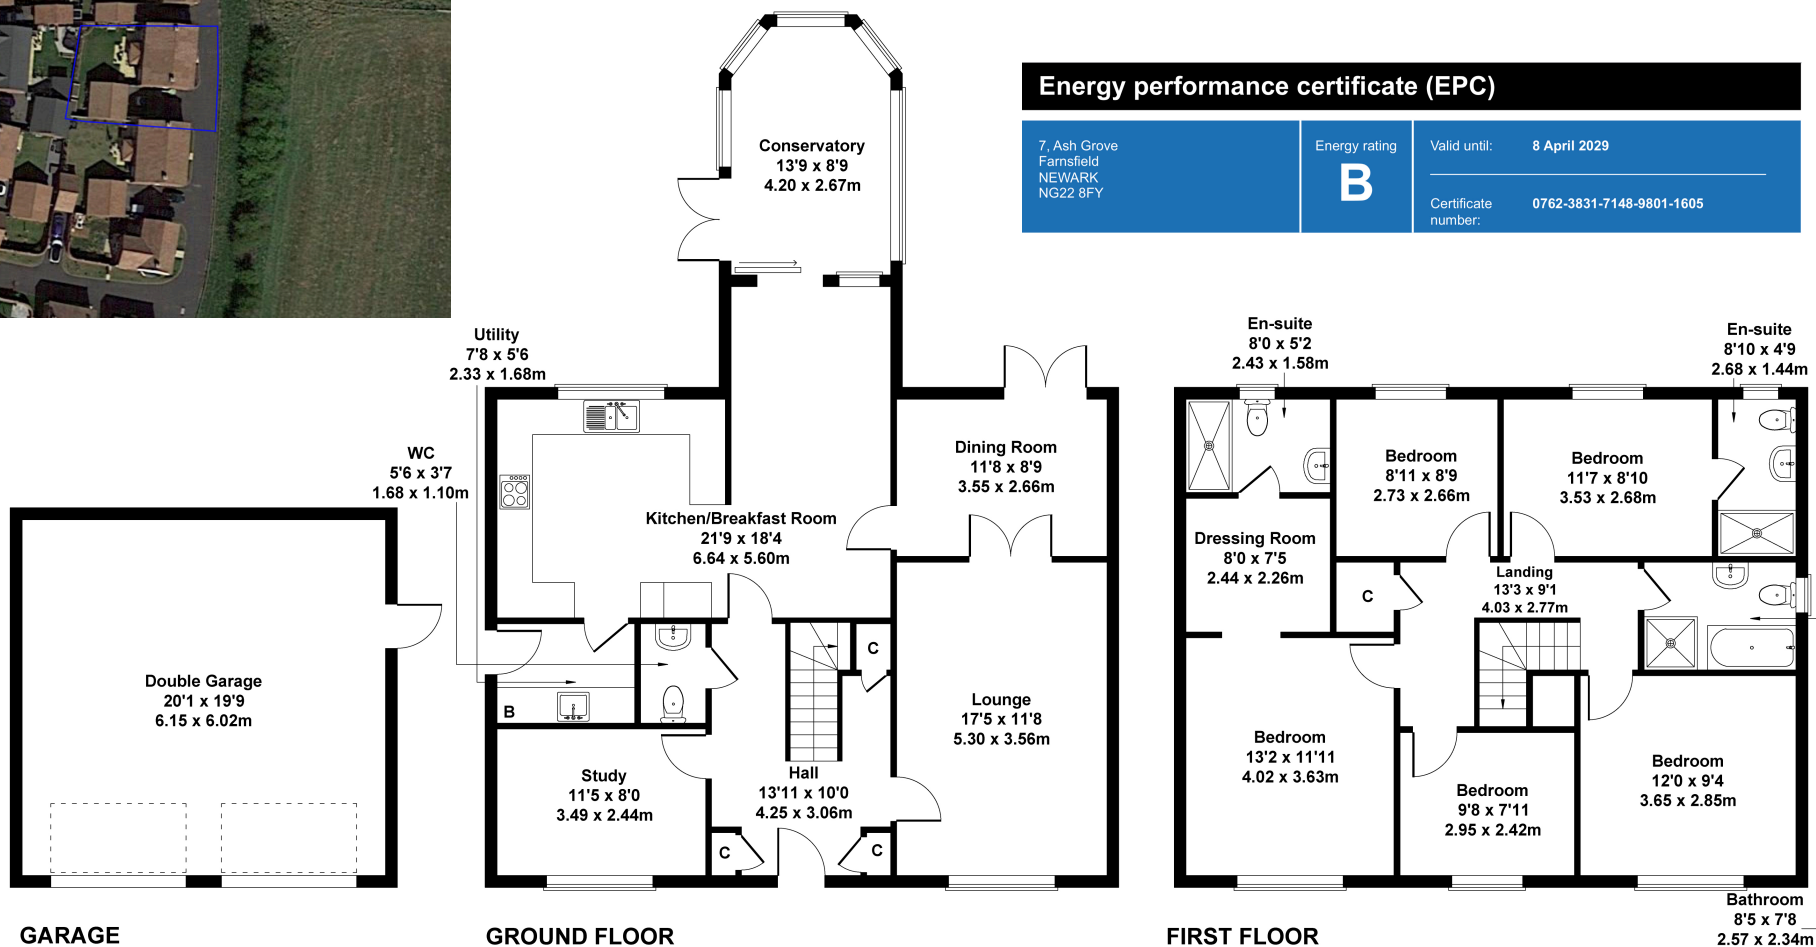 Energy performance certificate (EPC)
7, Ash Grove
Farnsfield
NEWARK
NG22 8FY
Energy rating
B
Valid until: 8 April 2029
Certificate number: 0762-3831-7148-9801-1605
Conservatory
13'9 x 8'9
4.20 x 2.67m
Utility
7'8 x 5'6
2.33 x 1.68m
WC
5'6 x 3'7
1.68 x 1.10m
Kitchen/Breakfast Room
21'9 x 18'4
6.64 x 5.60m
Dining Room
11'8 x 8'9
3.55 x 2.66m
Double Garage
20'1 x 19'9
6.15 x 6.02m
B
C
Lounge
17'5 x 11'8
5.30 x 3.56m
Study
11'5 x 8'0
3.49 x 2.44m
Hall
13'11 x 10'0
4.25 x 3.06m
C
C
En-suite
8'0 x 5'2
2.43 x 1.58m
En-suite
8'10 x 4'9
2.68 x 1.44m
Bedroom
8'11 x 8'9
2.73 x 2.66m
Bedroom
11'7 x 8'10
3.53 x 2.68m
Dressing Room
8'0 x 7'5
2.44 x 2.26m
C
Landing
13'3 x 9'1
4.03 x 2.77m
Bedroom
13'2 x 11'11
4.02 x 3.63m
Bedroom
9'8 x 7'11
2.95 x 2.42m
Bedroom
12'0 x 9'4
3.65 x 2.85m
Bathroom
8'5 x 7'8
2.57 x 2.34m
GARAGE
GROUND FLOOR
FIRST FLOOR